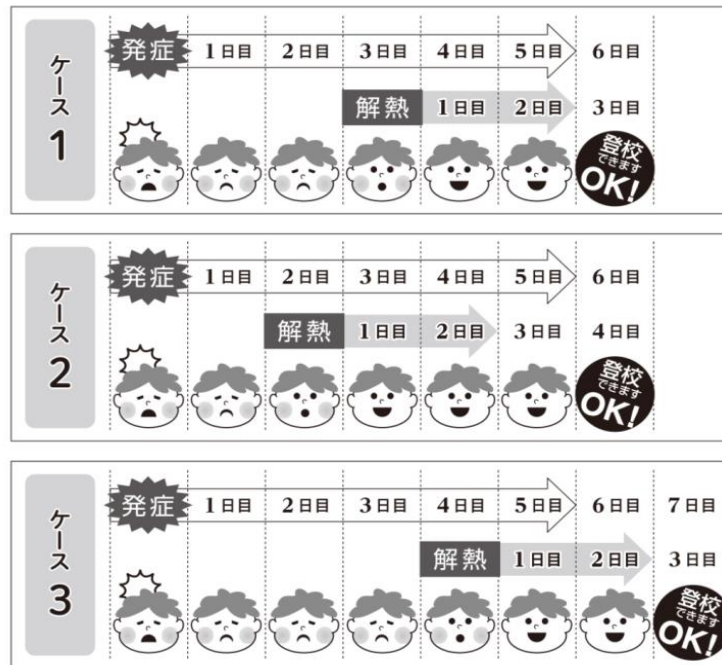 ケース1
発症 1日目 2日目 3日目 4日目 5日目 6日目
解熱 1日目 2日目 3日目
登校
できます
OK!
ケース2
発症 1日目 2日目 3日目 4日目 5日目 6日目
解熱 1日目 2日目 3日目 4日目
登校
できます
OK!
ケース3
発症 1日目 2日目 3日目 4日目 5日目 6日目 7日目
解熱 1日目 2日目 3日目
登校
できます
OK!